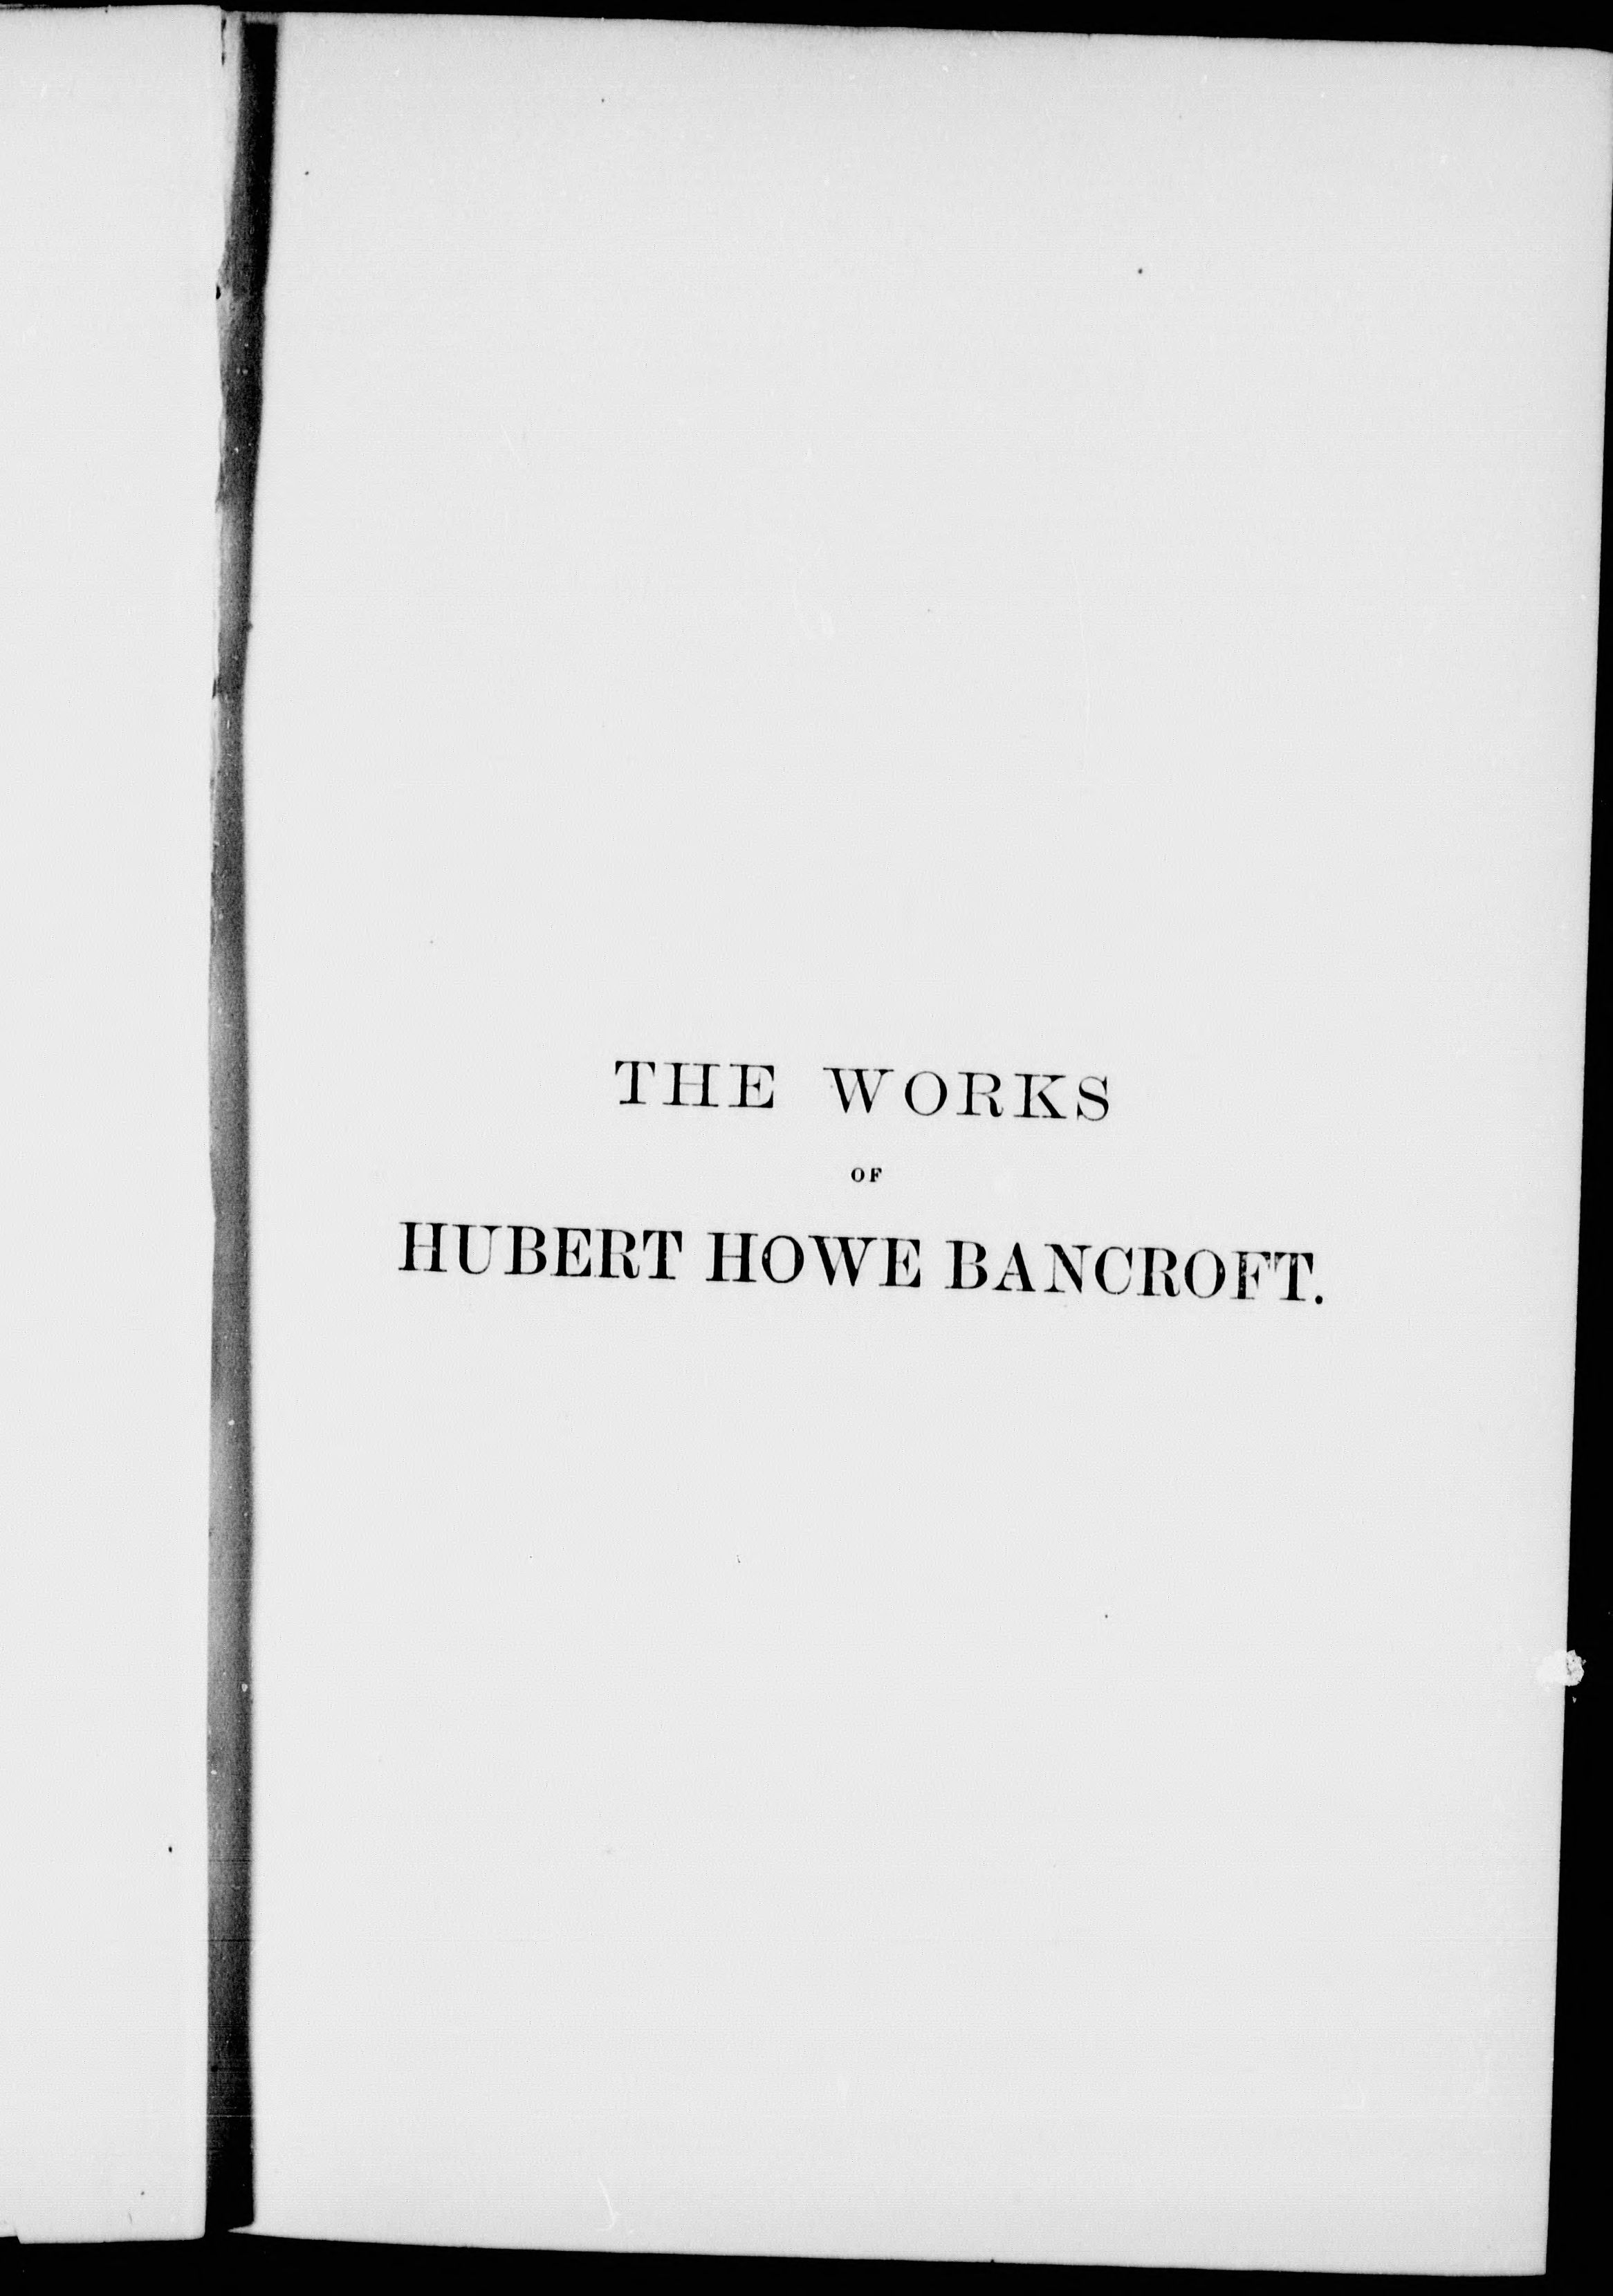 THE WORKS
OF
HUBERT HOWE BANCROFT.